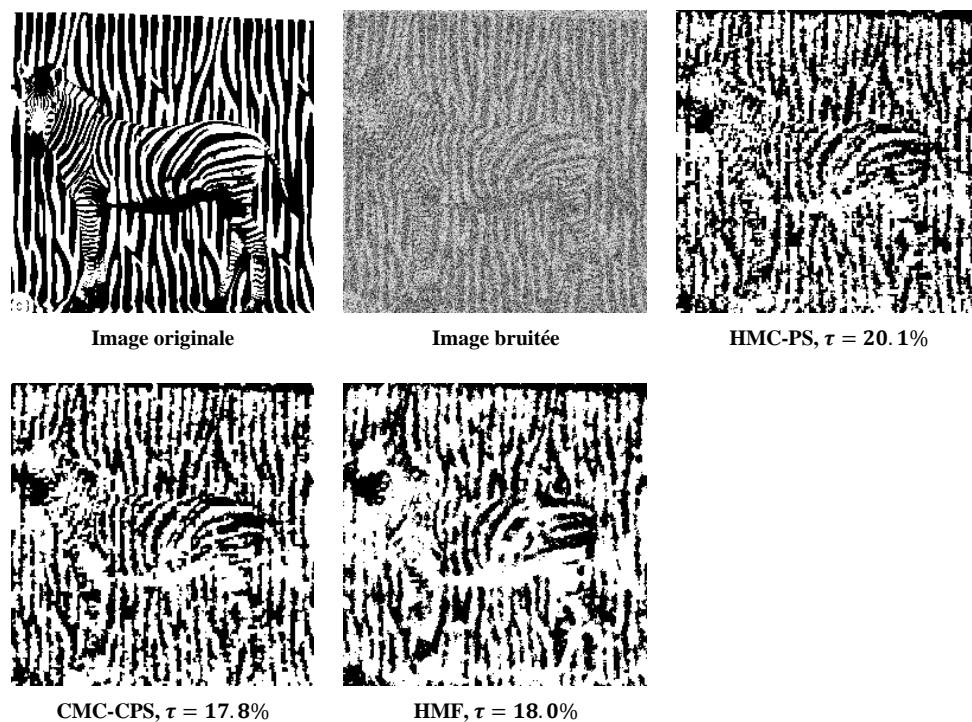 Image originale
Image bruitée
HMC-PS, τ = 20.1%
CMC-CPS, τ = 17.8%
HMF, τ = 18.0%